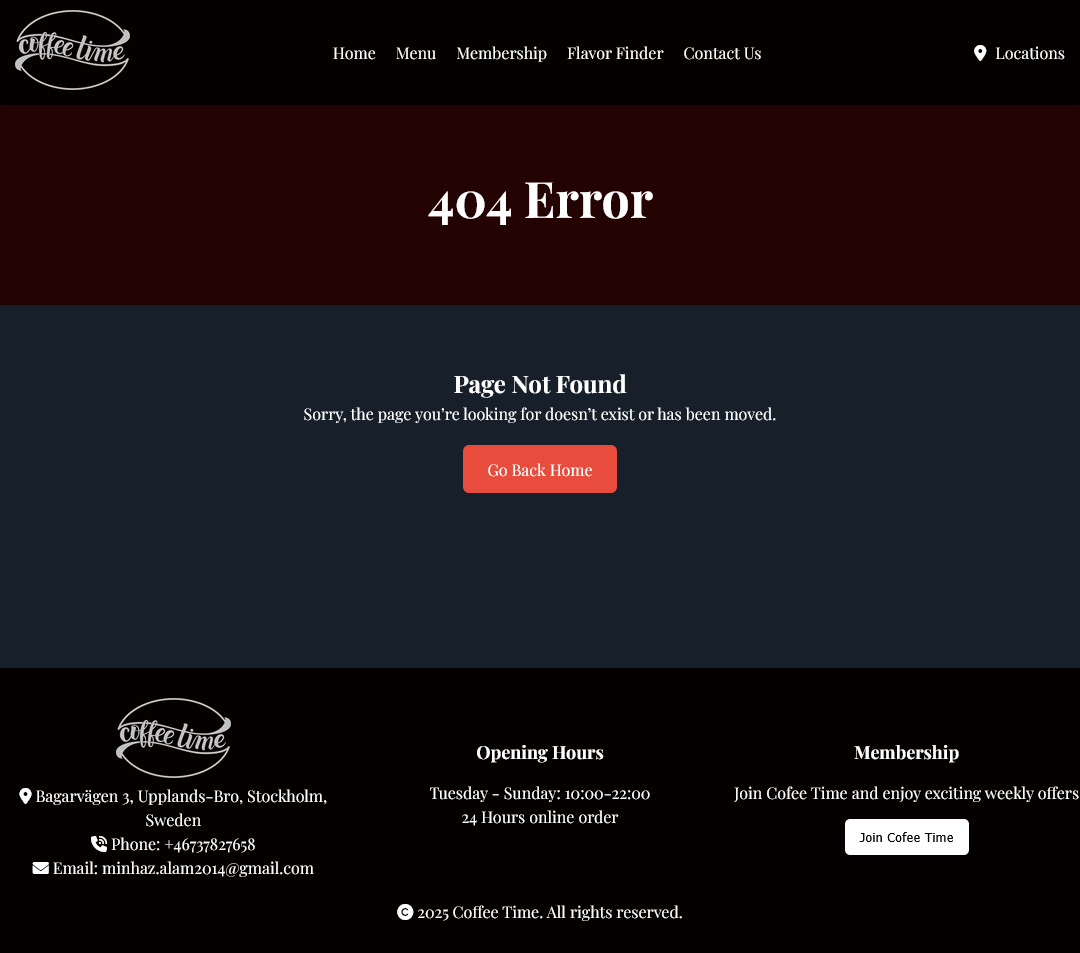 coffee time
Home Menu Membership Flavor Finder Contact Us
Locations
404 Error
Page Not Found
Sorry, the page you’re looking for doesn’t exist or has been moved.
Go Back Home
coffee time
Bagarvägen 3, Upplands-Bro, Stockholm,
Sweden
Phone: +46737827658
Email: minhaz.alam2014@gmail.com
Opening Hours
Tuesday - Sunday: 10:00-22:00
24 Hours online order
Membership
Join Cofee Time and enjoy exciting weekly offers
Join Cofee Time
© 2025 Coffee Time. All rights reserved.